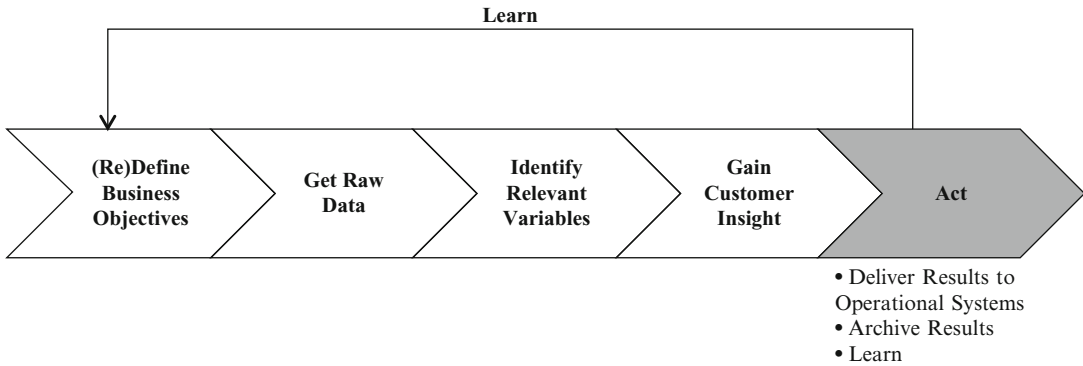 Learn
(Re)Define
Business
Objectives
Get Raw
Data
Identify
Relevant
Variables
Gain
Customer
Insight
Act
• Deliver Results to
Operational Systems
• Archive Results
• Learn